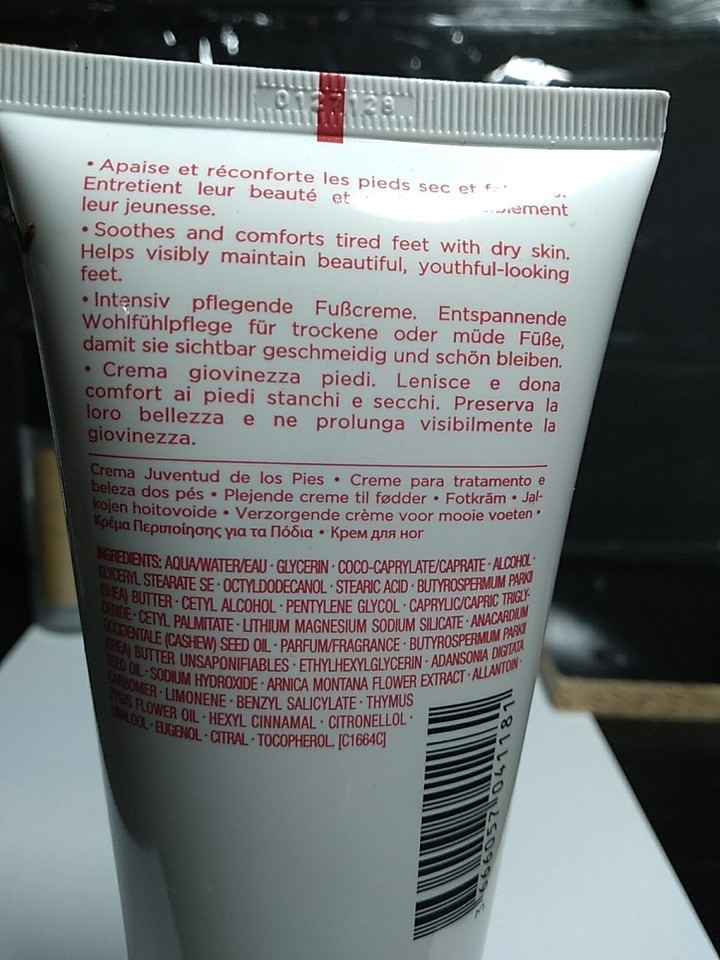 • Apaise et réconforte les pieds sec et
Entretient leur beauté et
leur jeunesse.
• Soothes and comforts tired feet with dry skin.
Helps visibly maintain beautiful, youthful-looking
feet.
• Intensiv pflegende Fußcreme. Entspannende
Wohlfühlpflege für trockene oder müde Füße,
damit sie sichtbar geschmeidig und schön bleiben.
• Crema giovinezza piedi. Lenisce e dona
comfort ai piedi stanchi e secchi. Preserva la
loro bellezza e ne prolunga visibilmente la
giovinezza.
Crema Juventud de los Pies • Creme para tratamento e
beleza dos pés • Plejende creme til fødder • Fotkräm • Jal-
kojen hoitovoide • Verzorgende crème voor mooie voeten •
Κρέμα Περιποίησης για τα Πόδια • Крем для ног
INGREDIENTS: AQUA/WATER/EAU · GLYCERIN · COCO-CAPRYLATE/CAPRATE · ALCOHOL ·
GLYCERYL STEARATE SE · OCTYLDODECANOL · STEARIC ACID · BUTYROSPERMUM PARKII
(SHEA) BUTTER · CETYL ALCOHOL · PENTYLENE GLYCOL · CAPRYLIC/CAPRIC TRIGLY-
CERIDE · CETYL PALMITATE · LITHIUM MAGNESIUM SODIUM SILICATE · ANACARDIUM
OCCIDENTALE (CASHEW) SEED OIL · PARFUM/FRAGRANCE · BUTYROSPERMUM PARKII
(SHEA) BUTTER UNSAPONIFIABLES · ETHYLHEXYLGLYCERIN · ADANSONIA DIGITATA
SEED OIL · SODIUM HYDROXIDE · ARNICA MONTANA FLOWER EXTRACT · ALLANTOIN ·
CARBOMER · LIMONENE · BENZYL SALICYLATE · THYMUS
ZYGIS FLOWER OIL · HEXYL CINNAMAL · CITRONELLOL ·
LINALOOL · EUGENOL · CITRAL · TOCOPHEROL. [C1664C]
3 666057 041181